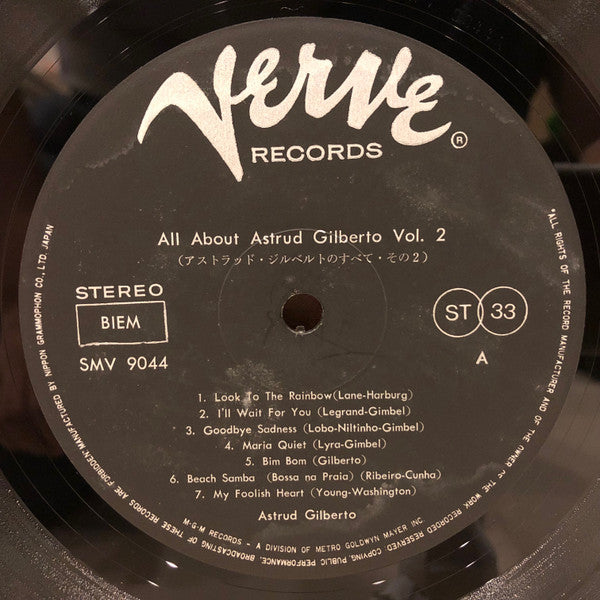 Verve
RECORDS ®
All About Astrud Gilberto Vol. 2
(アストラッド・ジルベルトのすべて・その2)
STEREO
BIEM
SMV 9044
ST 33
A
1. Look To The Rainbow(Lane-Harburg)
2. I'll Wait For You (Legrand-Gimbel)
3. Goodbye Sadness (Lobo-Niltinho-Gimbel)
4. Maria Quiet (Lyra-Gimbel)
5. Bim Bom (Gilberto)
6. Beach Samba (Bossa na Praia) (Ribeiro-Cunha)
7. My Foolish Heart (Young-Washington)
Astrud Gilberto
M-G-M RECORDS - A DIVISION OF METRO GOLDWYN MAYER INC
"ALL RIGHTS OF THE RECORD MANUFACTURER AND OF THE OWNER OF THE WORK RECORDED RESERVED. COPYING PUBLIC PERFORMANCE, BROADCASTING OF THESE RECORDS ARE FORBIDDEN" MANUFACTURED BY NIPPON GRAMMOPHON CO., LTD. JAPAN